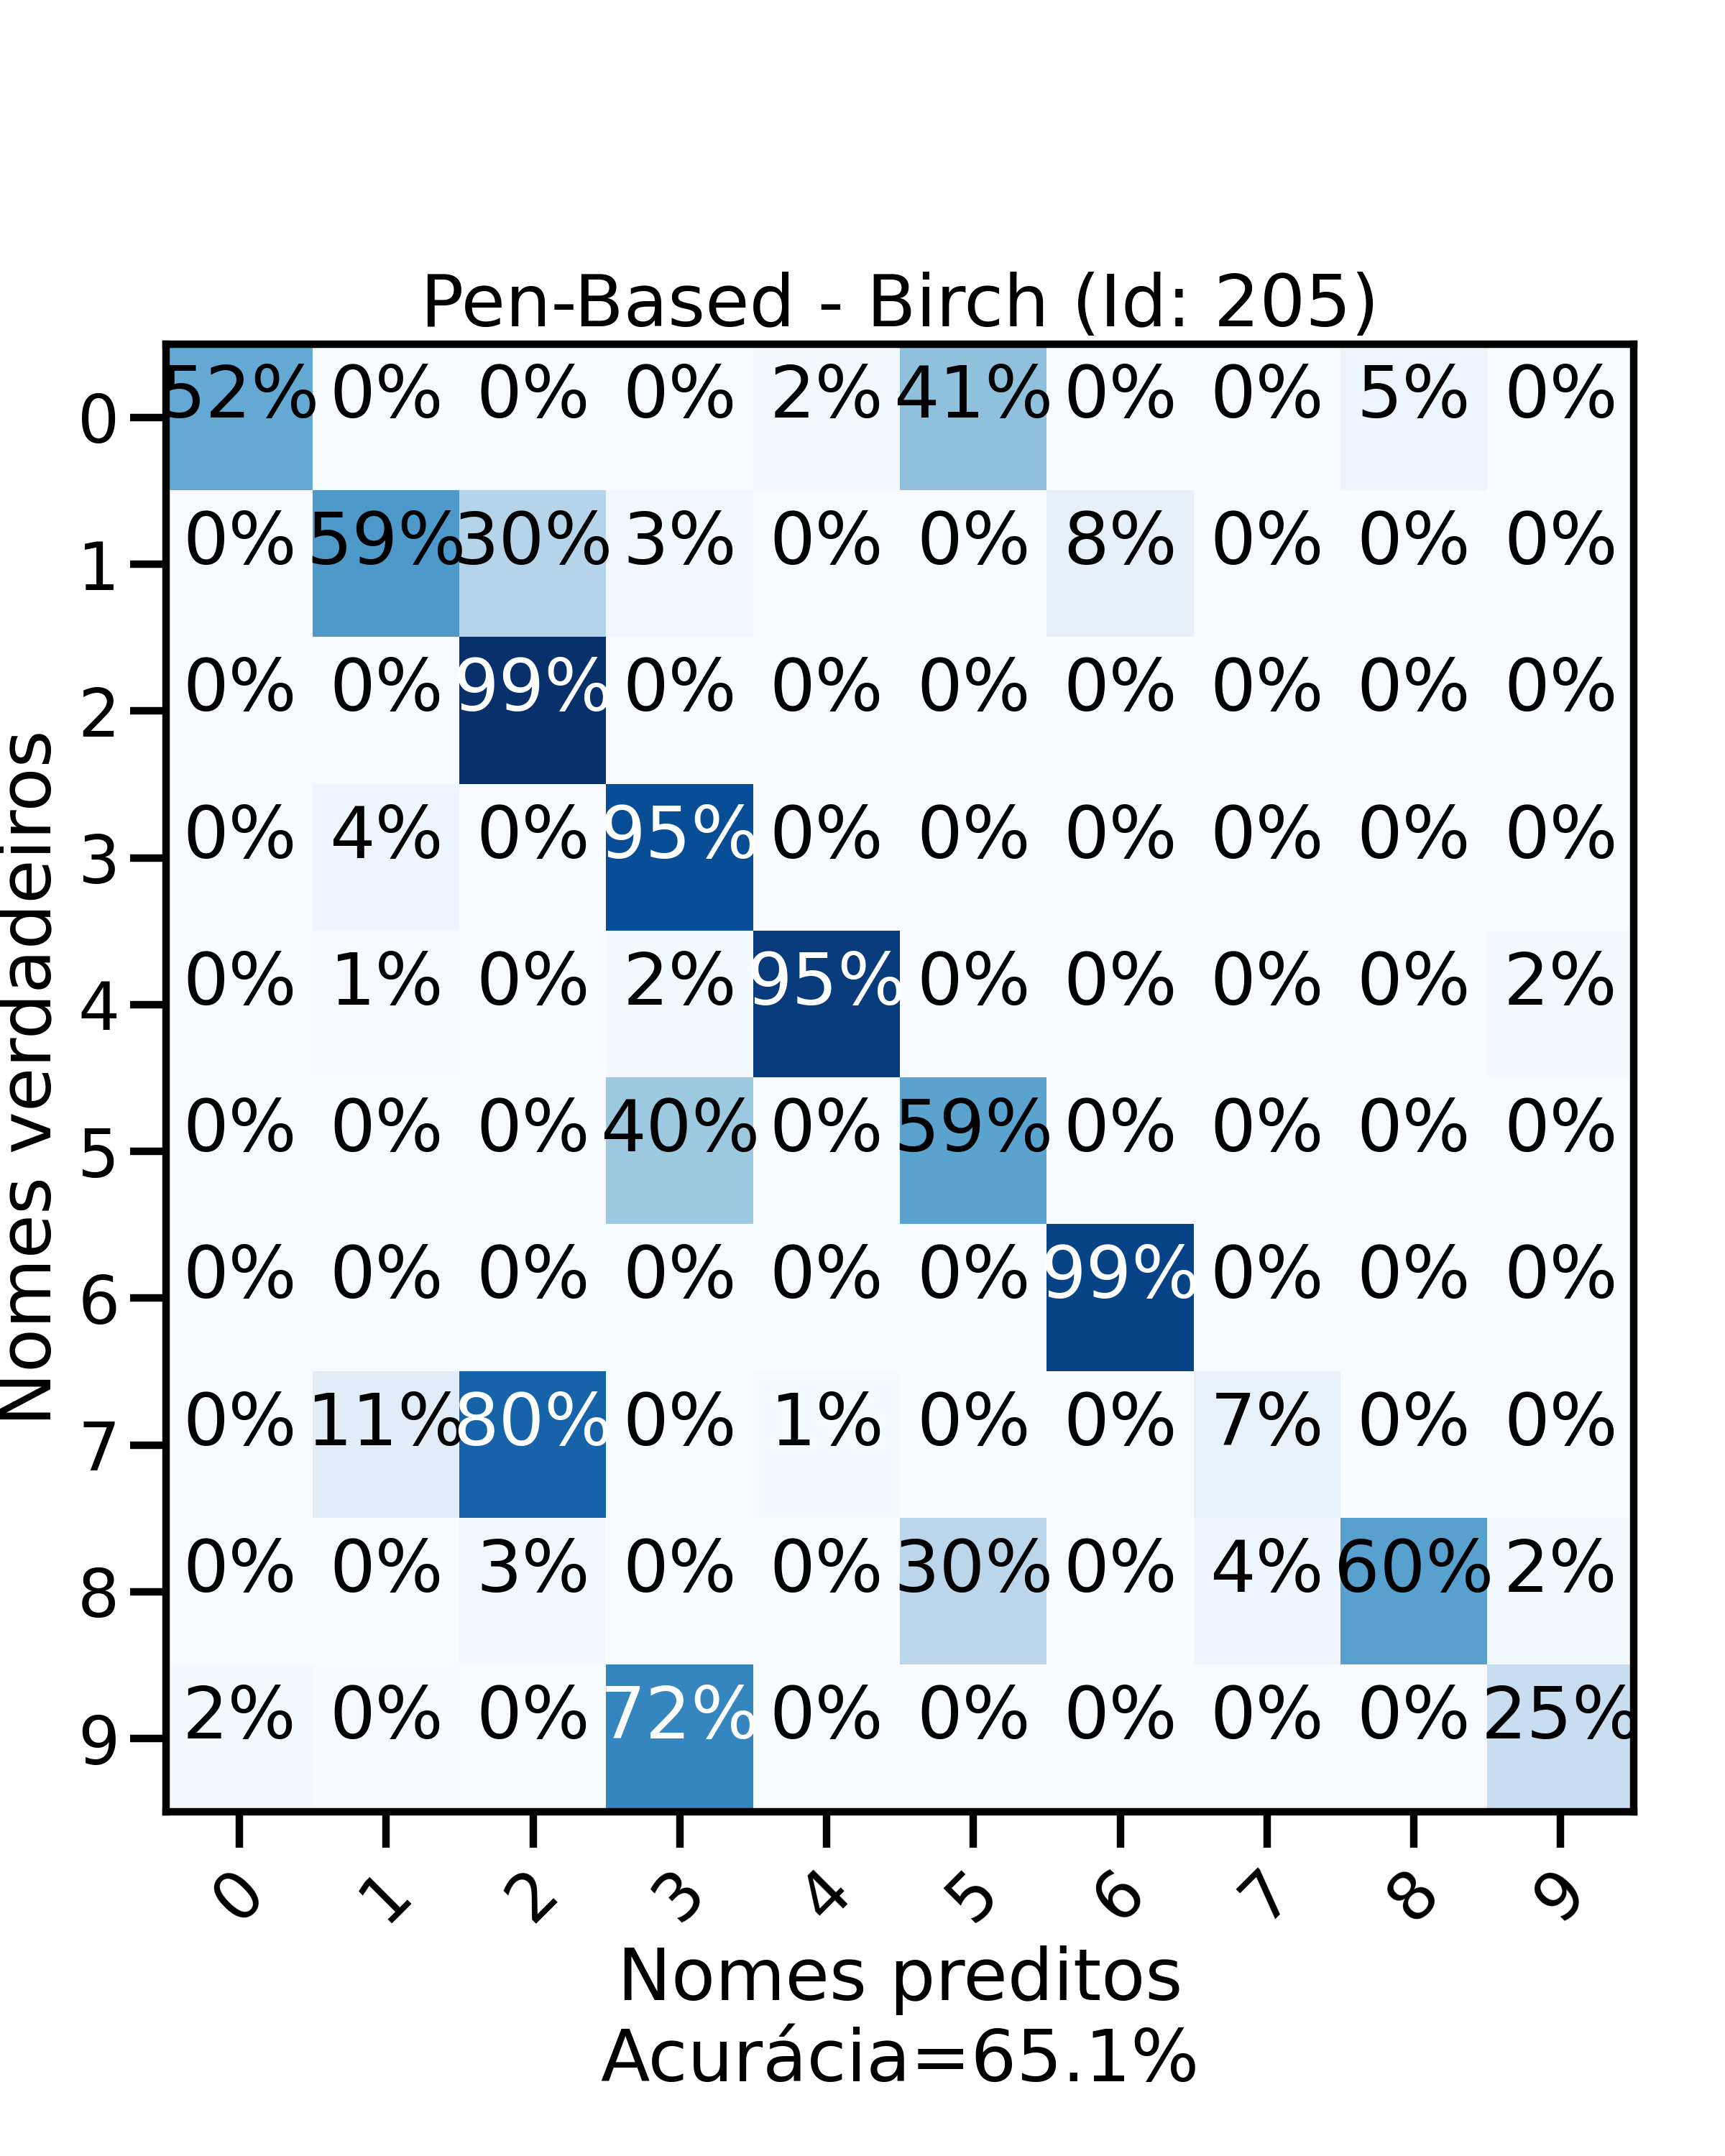 Pen-Based - Birch (Id: 205)
Nomes verdadeiros
0 52% 0% 0% 0% 2% 41% 0% 0% 5% 0%
1 0% 59% 30% 3% 0% 0% 8% 0% 0% 0%
2 0% 0% 99% 0% 0% 0% 0% 0% 0% 0%
3 0% 4% 0% 95% 0% 0% 0% 0% 0% 0%
4 0% 1% 0% 2% 95% 0% 0% 0% 0% 2%
5 0% 0% 0% 40% 0% 59% 0% 0% 0% 0%
6 0% 0% 0% 0% 0% 0% 99% 0% 0% 0%
7 0% 11% 80% 0% 1% 0% 0% 7% 0% 0%
8 0% 0% 3% 0% 0% 30% 0% 4% 60% 2%
9 2% 0% 0% 72% 0% 0% 0% 0% 0% 25%
0 1 2 3 4 5 6 7 8 9
Nomes preditos
Acurácia=65.1%